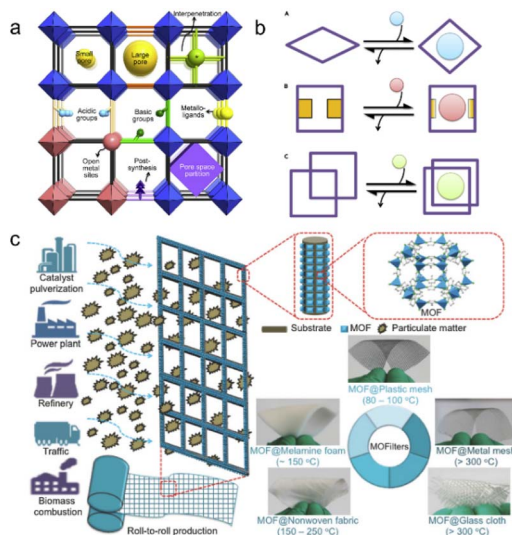 a
Interpenetration
Small pore
Large pore
Acidic groups
Basic groups
Metallo-ligands
Open metal sites
Post-synthesis
Pore space partition
b
A
B
C
c
Catalyst pulverization
Power plant
Refinery
Traffic
Biomass combustion
Roll-to-roll production
MOF
Substrate
MOF
Particulate matter
MOF@Plastic mesh
(80 – 100 °C)
MOF@Melamine foam
(~ 150 °C)
MOFilters
MOF@Metal mesh
(> 300 °C)
MOF@Nonwoven fabric
(150 – 250 °C)
MOF@Glass cloth
(> 300 °C)